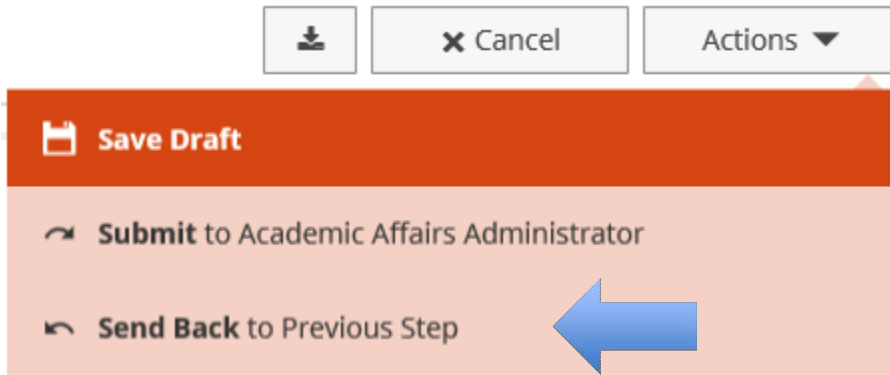 Cancel Actions
Save Draft
Submit to Academic Affairs Administrator
Send Back to Previous Step